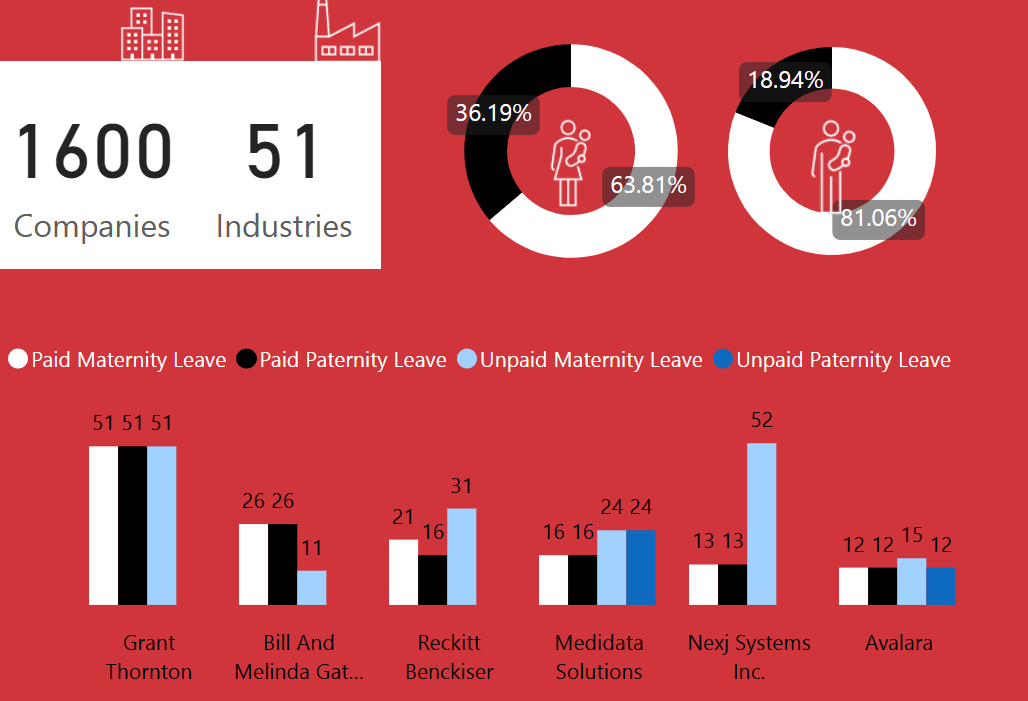 1600 51
Companies Industries
36.19%
63.81%
18.94%
81.06%
Paid Maternity Leave Paid Paternity Leave Unpaid Maternity Leave Unpaid Paternity Leave
51 51 51
26 26 11
21 16 31
16 16 24 24
13 13 52
12 12 15 12
Grant
Thornton
Bill And
Melinda Gat...
Reckitt
Benckiser
Medidata
Solutions
Nexj Systems
Inc.
Avalara